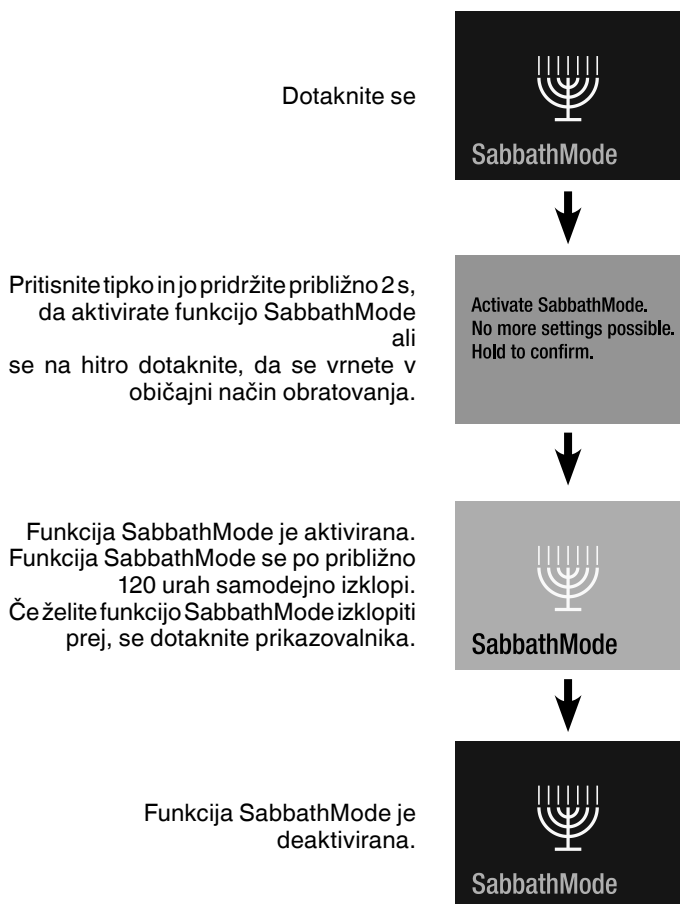 Dotaknite se
SabbathMode
Pritisnite tipko in jo pridržite približno 2 s,
da aktivirate funkcijo SabbathMode
ali
se na hitro dotaknite, da se vrnete v
običajni način obratovanja.
Activate SabbathMode.
No more settings possible.
Hold to confirm.
Funkcija SabbathMode je aktivirana.
Funkcija SabbathMode se po približno
120 urah samodejno izklopi.
Če želite funkcijo SabbathMode izklopiti
prej, se dotaknite prikazovalnika.
SabbathMode
Funkcija SabbathMode je
deaktivirana.
SabbathMode